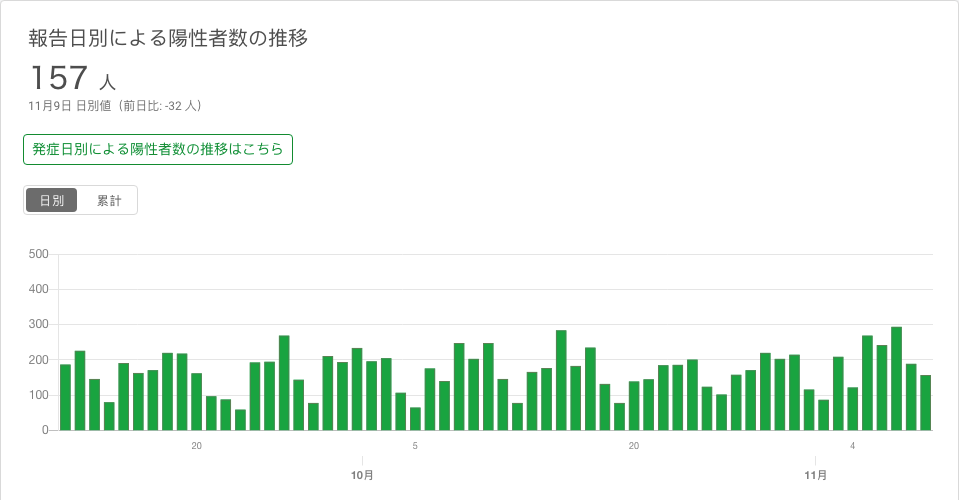 報告日別による陽性者数の推移
157 人
11月9日 日別値（前日比: -32 人）
発症日別による陽性者数の推移はこちら
日別 累計
500
400
300
200
100
0
20 5 20 4
10月 11月